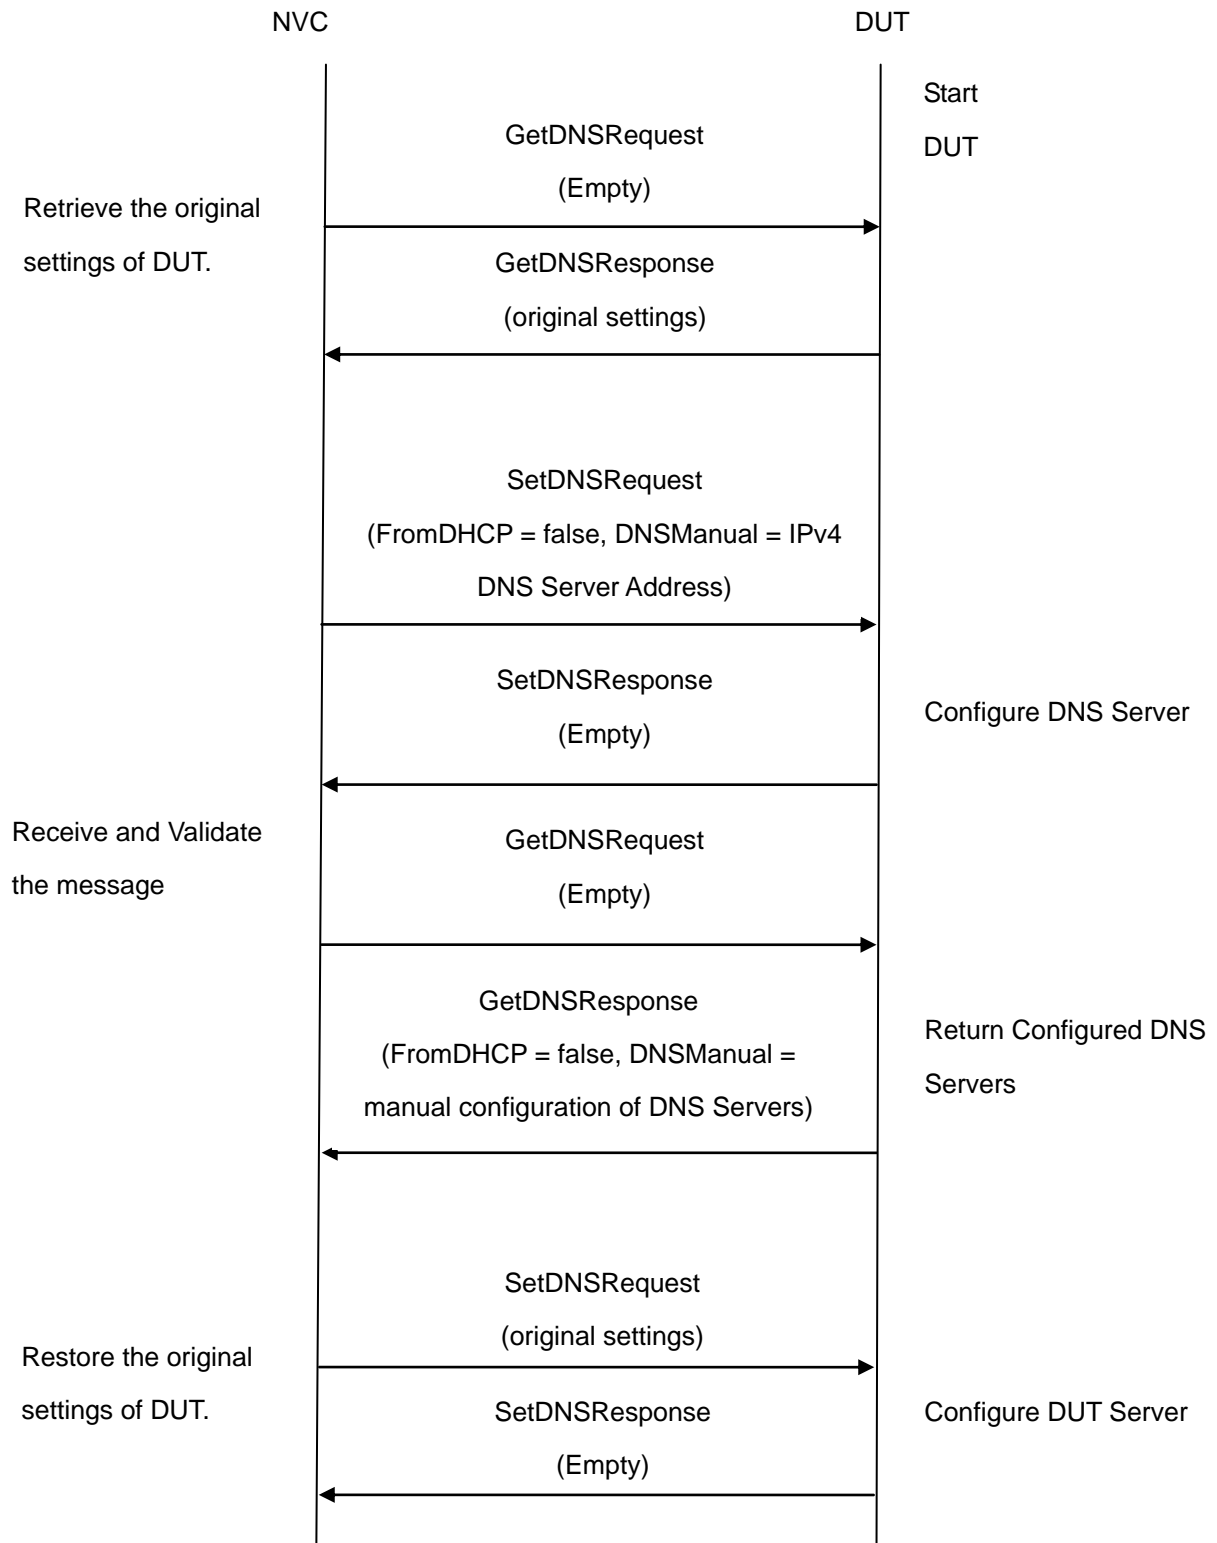 NVC
DUT
Start
DUT
GetDNSRequest
(Empty)
Retrieve the original
settings of DUT.
GetDNSResponse
(original settings)
SetDNSRequest
(FromDHCP = false, DNSManual = IPv4
DNS Server Address)
SetDNSResponse
(Empty)
Configure DNS Server
Receive and Validate
the message
GetDNSRequest
(Empty)
GetDNSResponse
(FromDHCP = false, DNSManual =
manual configuration of DNS Servers)
Return Configured DNS
Servers
SetDNSRequest
(original settings)
Restore the original
settings of DUT.
SetDNSResponse
(Empty)
Configure DUT Server